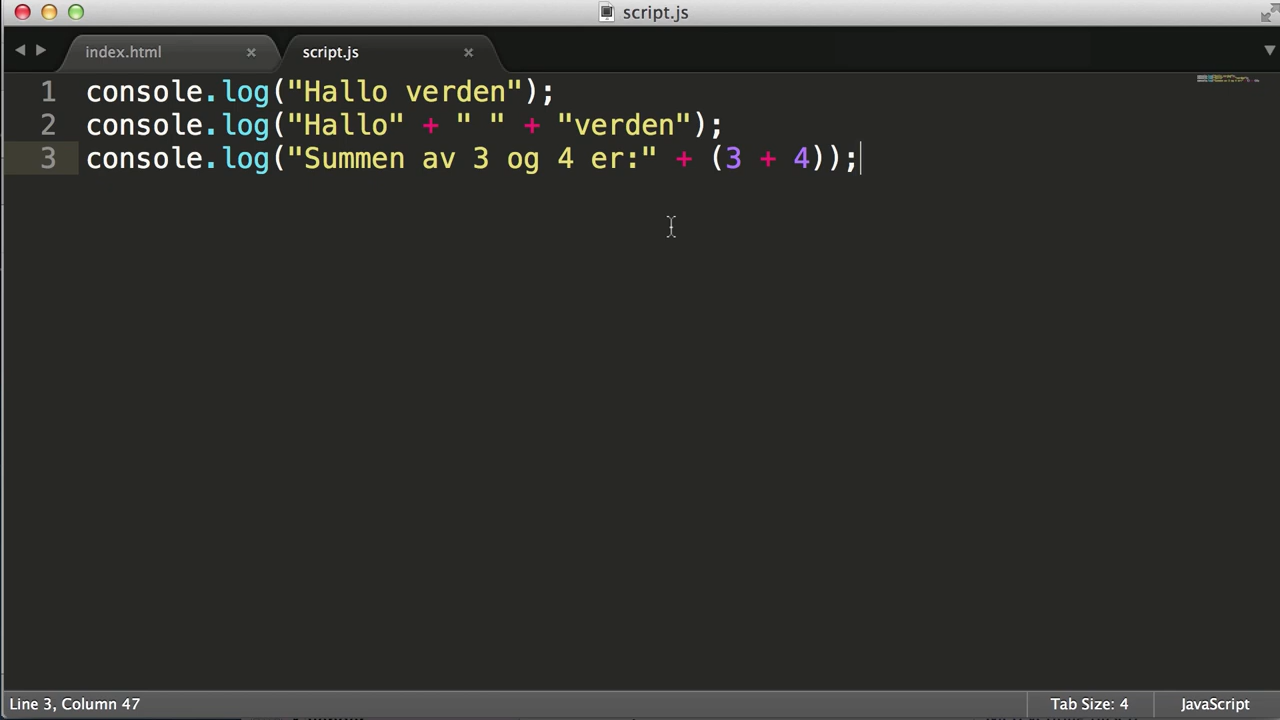 script.js
index.html × script.js ×
1 console.log("Hallo verden");
2 console.log("Hallo" + " " + "verden");
3 console.log("Summen av 3 og 4 er:" + (3 + 4));
Line 3, Column 47 Tab Size: 4 JavaScript